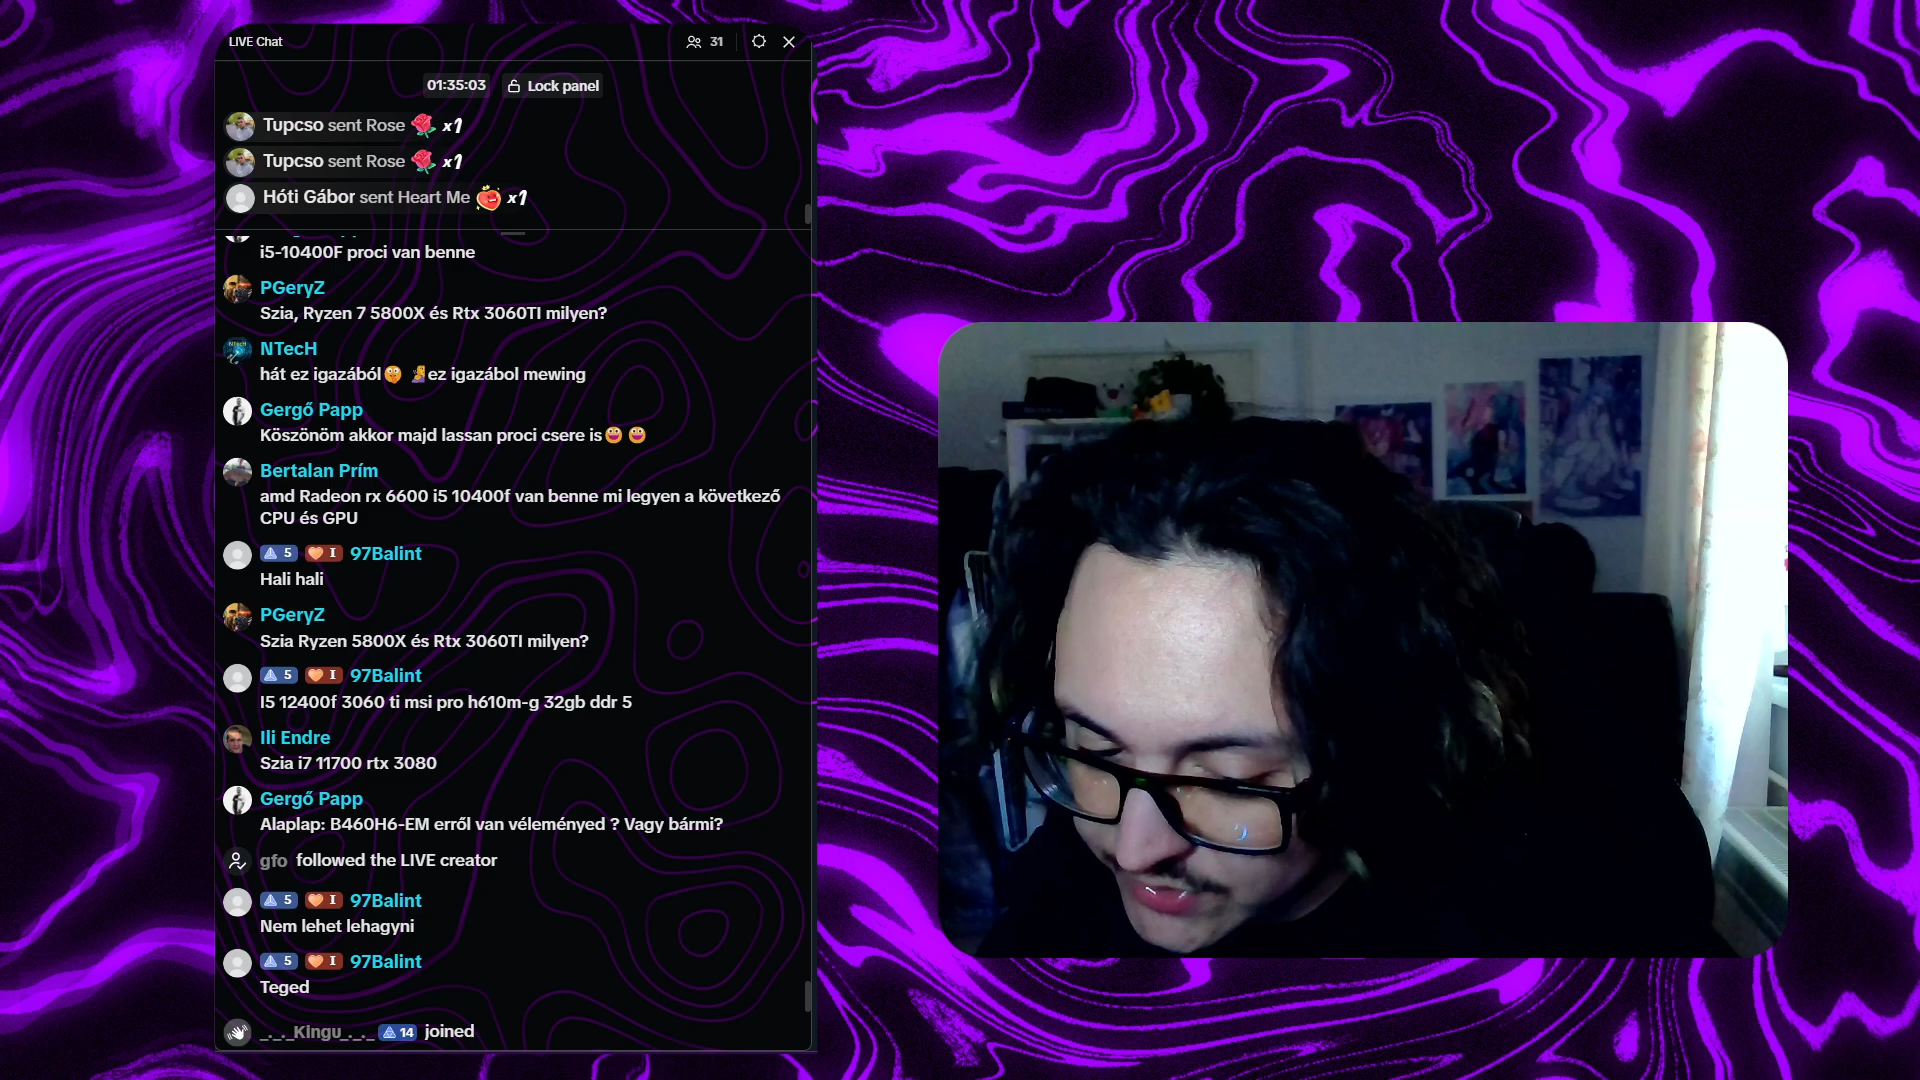 LIVE Chat
31
01:35:03
Lock panel
Tupcso sent Rose x1
Tupcso sent Rose x1
Hóti Gábor sent Heart Me x1
i5-10400F proci van benne
PGeryZ
Szia, Ryzen 7 5800X és Rtx 3060TI milyen?
NTecH
hát ez igazából ez igazábol mewing
Gergő Papp
Köszönöm akkor majd lassan proci csere is
Bertalan Prím
amd Radeon rx 6600 i5 10400f van benne mi legyen a következő
CPU és GPU
5 I 97Balint
Hali hali
PGeryZ
Szia Ryzen 5800X és Rtx 3060TI milyen?
5 I 97Balint
I5 12400f 3060 ti msi pro h610m-g 32gb ddr 5
Ili Endre
Szia i7 11700 rtx 3080
Gergő Papp
Alaplap: B460H6-EM erről van véleményed ? Vagy bármi?
gfo followed the LIVE creator
5 I 97Balint
Nem lehet lehagyni
5 I 97Balint
Teged
_._._Kingu_._._ 14 joined